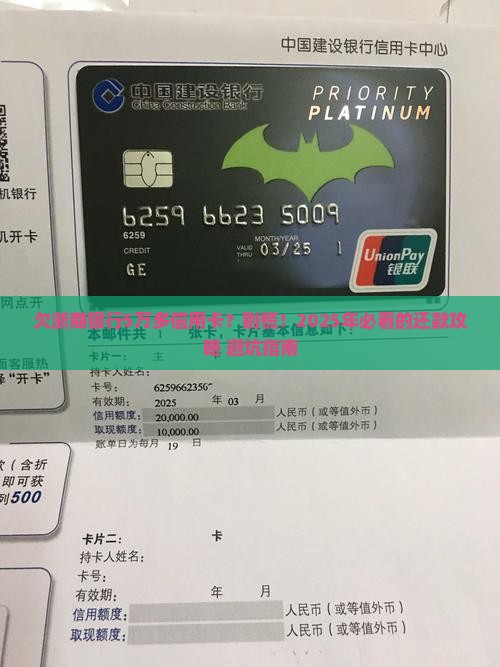 中国建设银行信用卡中心
中国建设银行
China Construction Bank
PRIORITY
PLATINUM
6259 6623 5009
6259
MONTH/YEAR
CREDIT
VALID THRU
03/25 1
GE
UnionPay
银联
机银行
机开卡
网点开
欠浙商银行5万多信用卡？别慌！2025年必看的还款攻
略 避坑指南
本邮件共 1 张卡，卡片基本信息如下：
卡片一： 主
持卡人姓名：
卡号： 6259662356
有效期： 2025 年 03 月
信用额度： 20,000.00 人民币（或等值外币）
取现额度： 10,000.00 人民币（或等值外币）
账单日为每月 19 日
面客服热
择“开卡”
款（含折
即可获
列500
卡片二： 卡
持卡人姓名：
卡号：
有效期： 年 月
信用额度： 人民币（或等值外币）
取现额度： 人民币（或等值外币）